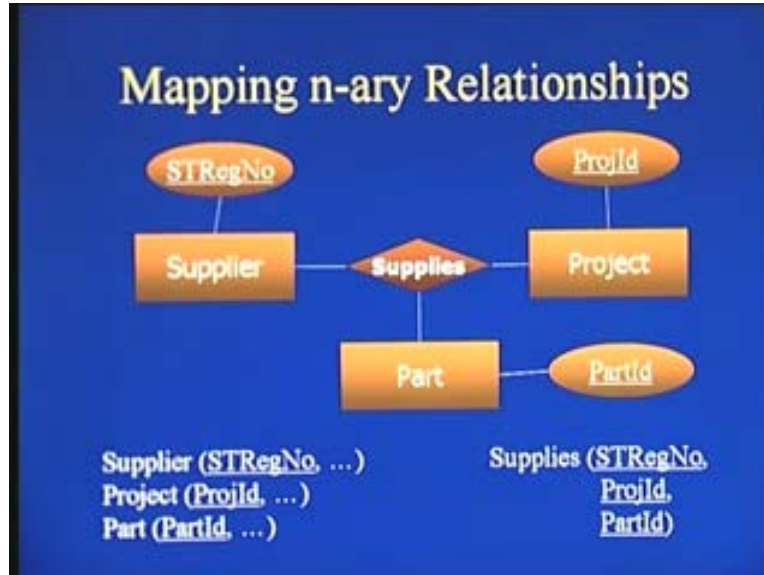 Mapping n-ary Relationships
STRegNo
ProjId
Supplier
Supplies
Project
Part
PartId
Supplier (STRegNo, ...)
Project (ProjId, ...)
Part (PartId, ...)
Supplies (STRegNo,
ProjId,
PartId)